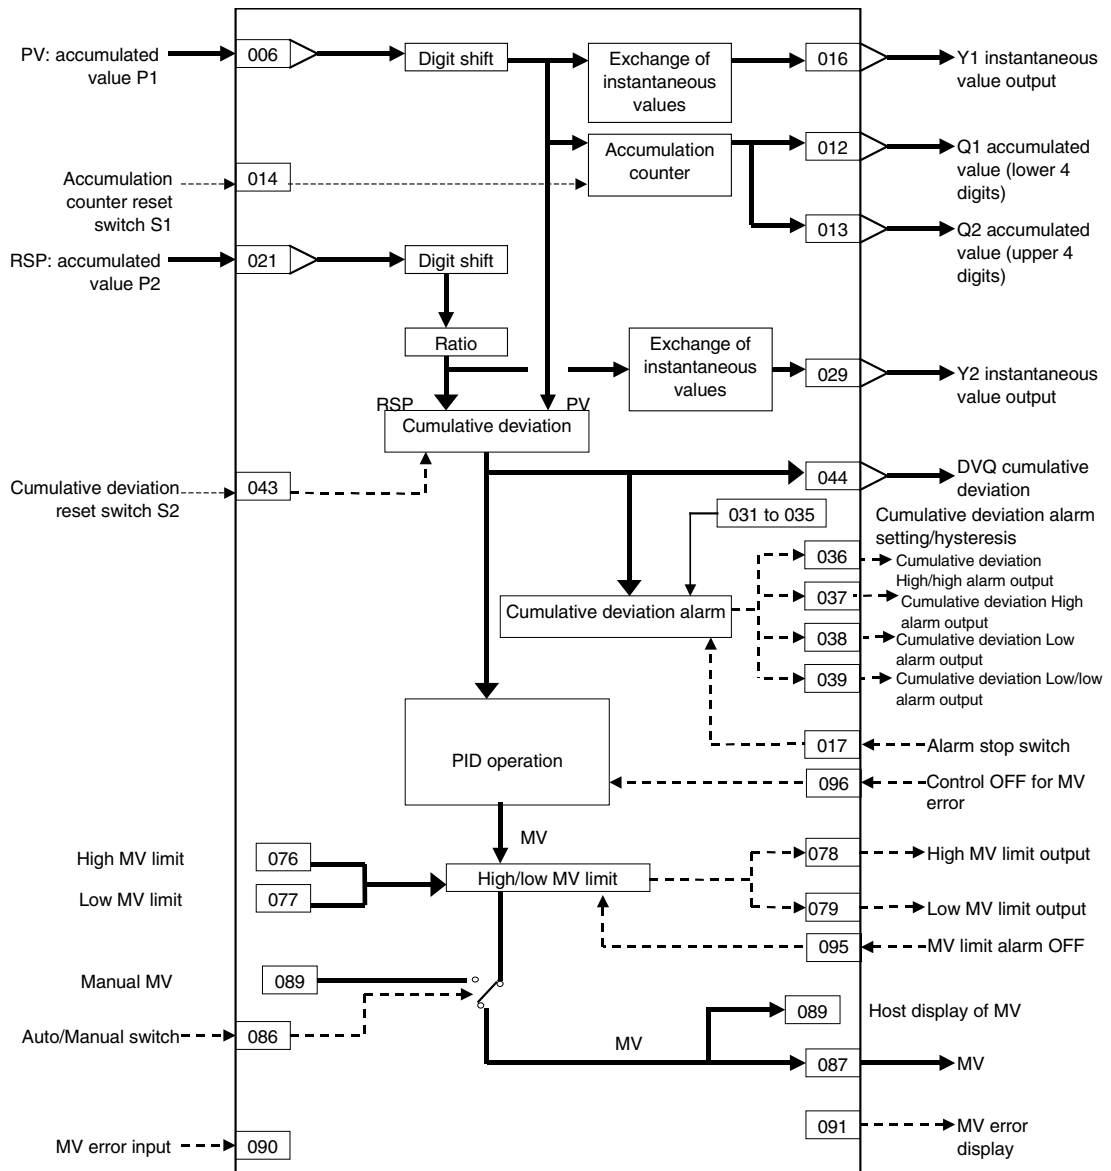 PV: accumulated
value P1
006
Digit shift
Exchange of
instantaneous
values
016
Y1 instantaneous
value output
Accumulation
counter
012
Q1 accumulated
value (lower 4
digits)
Accumulation
counter reset
switch S1
014
013
Q2 accumulated
value (upper 4
digits)
RSP: accumulated
value P2
021
Digit shift
Ratio
Exchange of
instantaneous
values
029
Y2 instantaneous
value output
RSP
PV
Cumulative deviation
Cumulative deviation
reset switch S2
043
044
DVQ cumulative
deviation
031 to 035
Cumulative deviation alarm
setting/hysteresis
036
Cumulative deviation
High/high alarm output
037
Cumulative deviation High
alarm output
Cumulative deviation alarm
038
Cumulative deviation Low
alarm output
039
Cumulative deviation Low/low
alarm output
017
Alarm stop switch
PID operation
096
Control OFF for MV
error
MV
High MV limit
076
Low MV limit
077
High/low MV limit
078
High MV limit output
079
Low MV limit output
095
MV limit alarm OFF
Manual MV
089
Auto/Manual switch
086
089
Host display of MV
MV
087
MV
091
MV error
display
MV error input
090